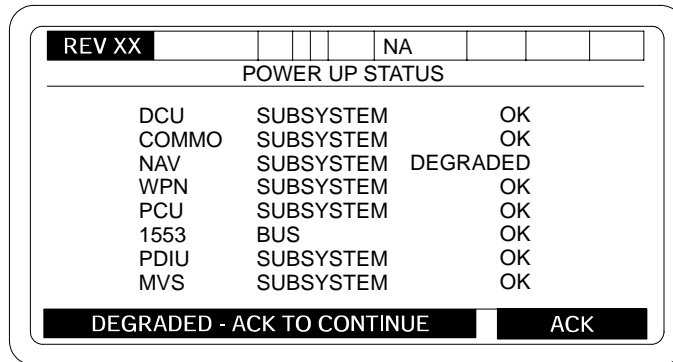 REV XX NA
POWER UP STATUS
DCU SUBSYSTEM OK
COMMO SUBSYSTEM OK
NAV SUBSYSTEM DEGRADED
WPN SUBSYSTEM OK
PCU SUBSYSTEM OK
1553 BUS OK
PDIU SUBSYSTEM OK
MVS SUBSYSTEM OK
DEGRADED - ACK TO CONTINUE ACK